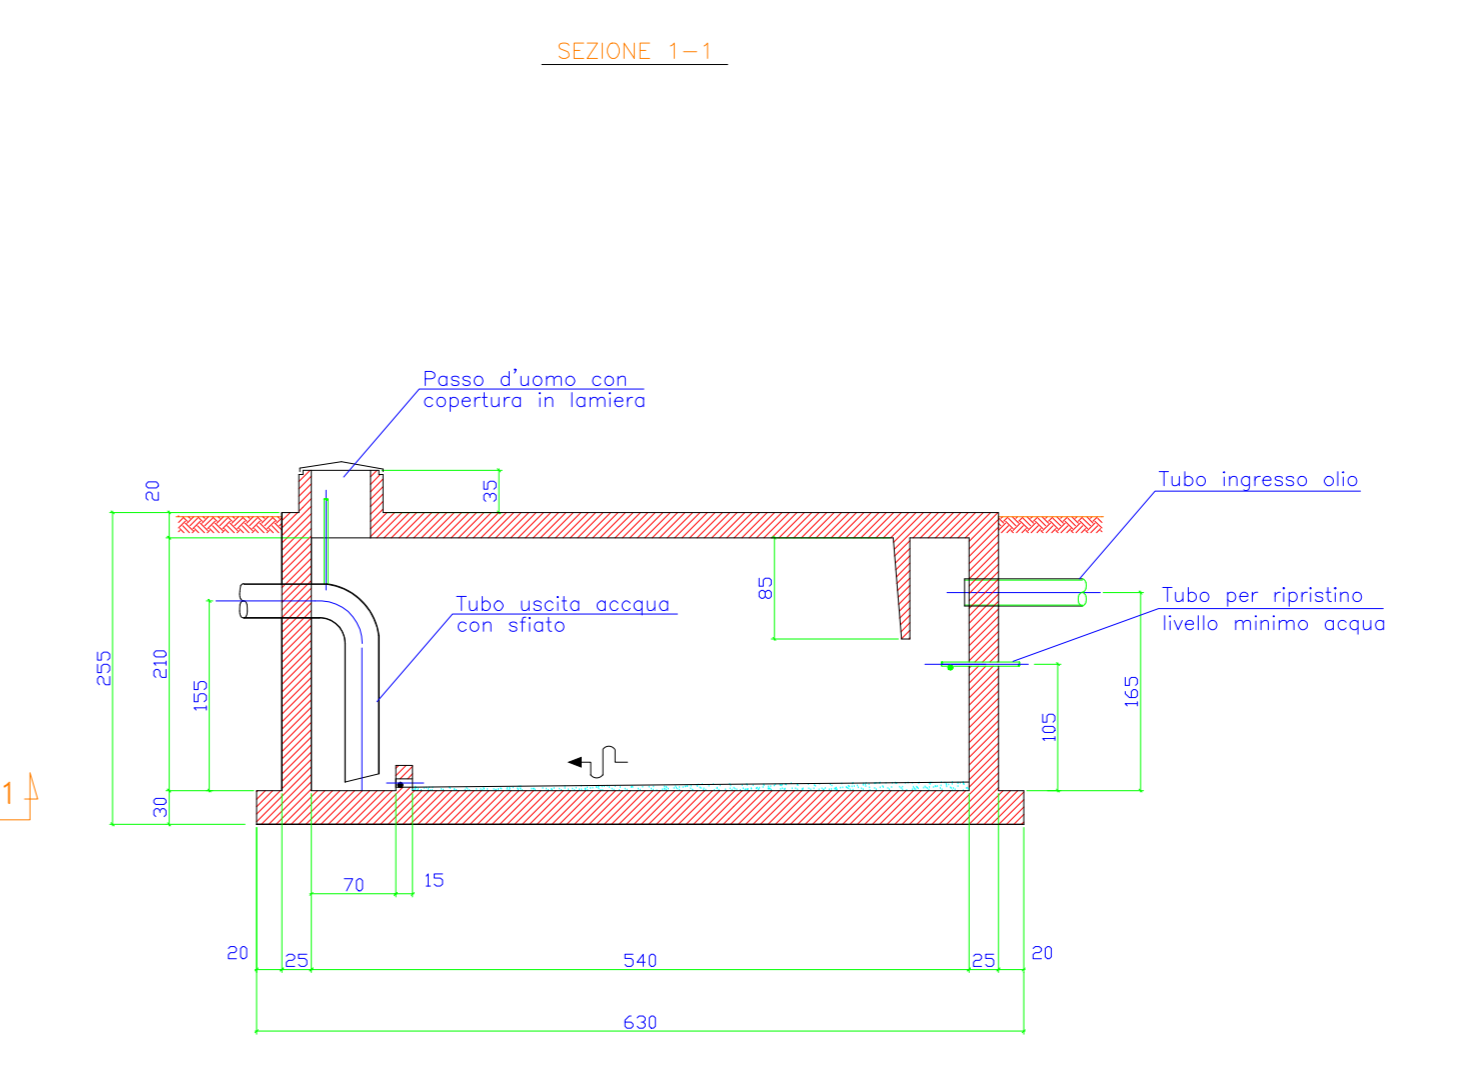 SEZIONE 1-1
Passo d'uomo con
copertura in lamiera
Tubo ingresso olio
20
35
Tubo per ripristino
livello minimo acqua
85
Tubo uscita accqua
con sfiato
255
210
155
165
105
1
30
70
15
20
25
540
25
20
630